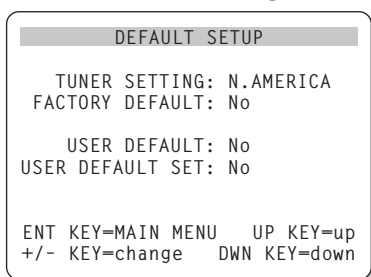 DEFAULT SETUP
TUNER SETTING: N.AMERICA
FACTORY DEFAULT: No
USER DEFAULT: No
USER DEFAULT SET: No
ENT KEY=MAIN MENU UP KEY=up
+/- KEY=change DWN KEY=down